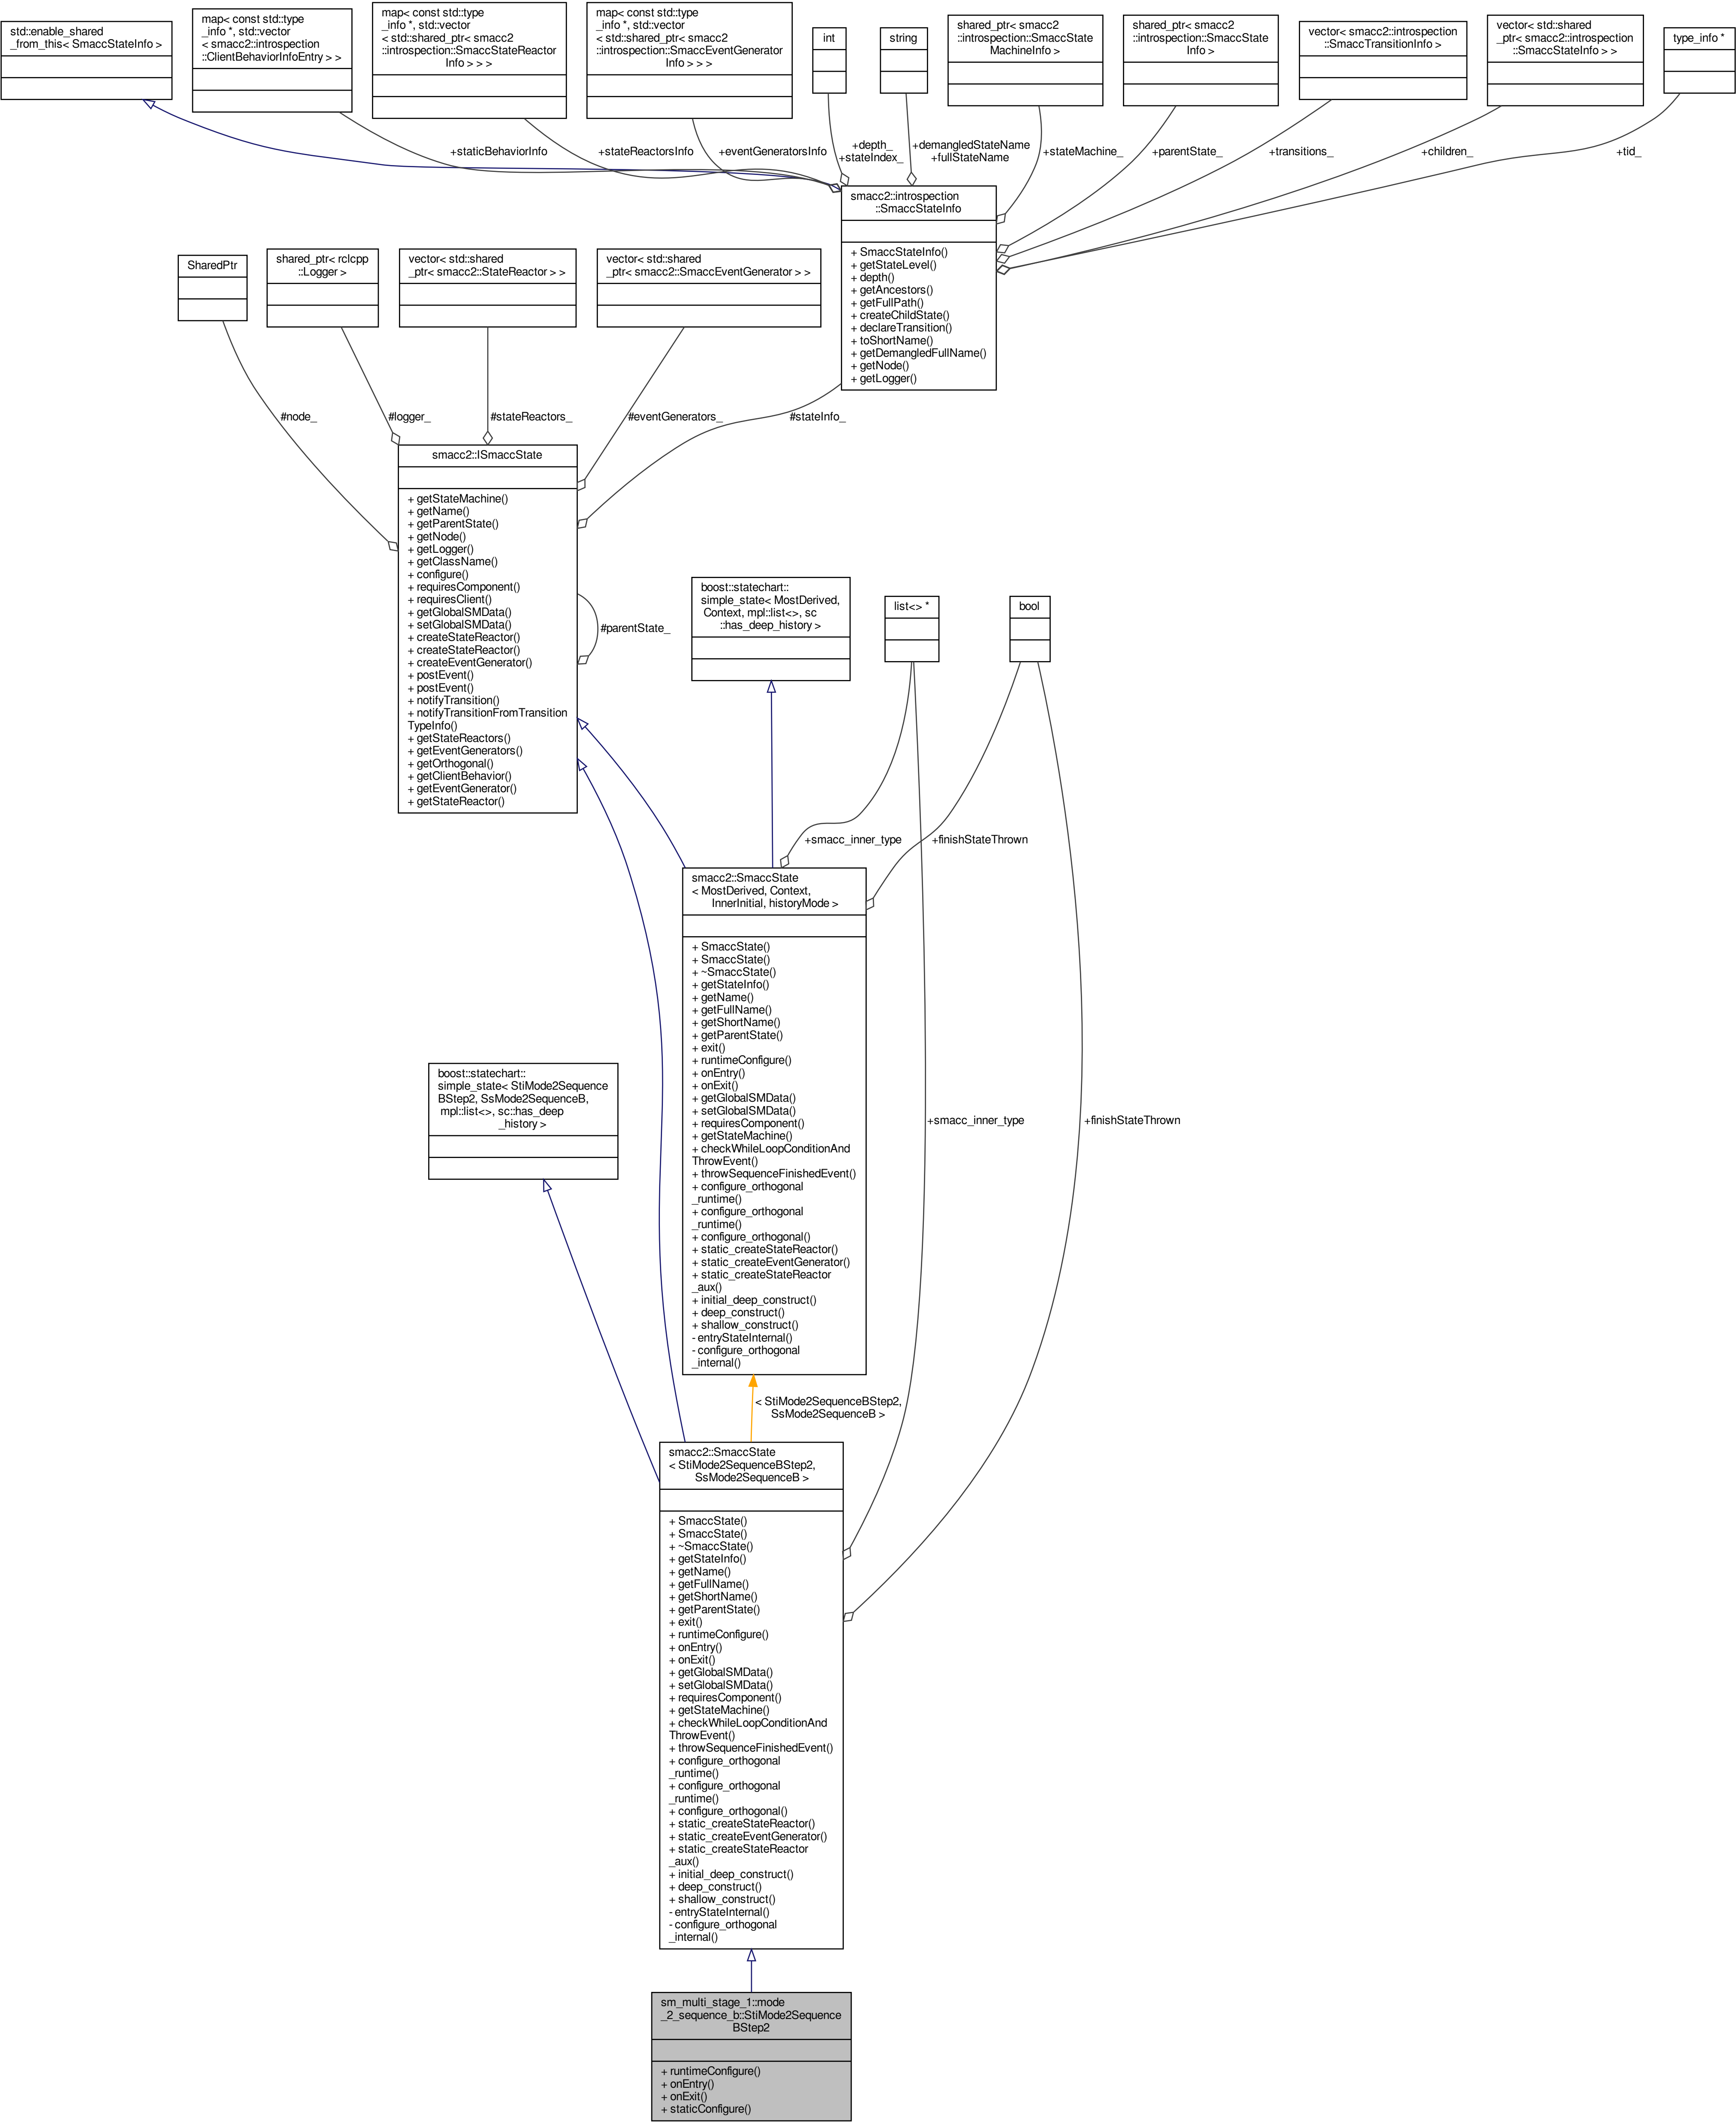 std::enable_shared
_from_this< SmaccStateInfo >
map< const std::type
_info *, std::vector
< smacc2::introspection
::ClientBehaviorInfoEntry > >
map< const std::type
_info *, std::vector
< std::shared_ptr< smacc2
::introspection::SmaccStateReactor
Info > > >
map< const std::type
_info *, std::vector
< std::shared_ptr< smacc2
::introspection::SmaccEventGenerator
Info > > >
int
string
shared_ptr< smacc2
::introspection::SmaccState
MachineInfo >
shared_ptr< smacc2
::introspection::SmaccState
Info >
vector< smacc2::introspection
::SmaccTransitionInfo >
vector< std::shared
_ptr< smacc2::introspection
::SmaccStateInfo > >
type_info *
+staticBehaviorInfo
+stateReactorsInfo
+eventGeneratorsInfo
+depth_
+stateIndex_
+demangledStateName
+fullStateName
+stateMachine_
+parentState_
+transitions_
+children_
+tid_
smacc2::introspection
::SmaccStateInfo
+ SmaccStateInfo()
+ getStateLevel()
+ depth()
+ getAncestors()
+ getFullPath()
+ createChildState()
+ declareTransition()
+ toShortName()
+ getDemangledFullName()
+ getNode()
+ getLogger()
SharedPtr
shared_ptr< rclcpp
::Logger >
vector< std::shared
_ptr< smacc2::StateReactor > >
vector< std::shared
_ptr< smacc2::SmaccEventGenerator > >
#node_
#logger_
#stateReactors_
#eventGenerators_
#stateInfo_
smacc2::ISmaccState
+ getStateMachine()
+ getName()
+ getParentState()
+ getNode()
+ getLogger()
+ getClassName()
+ configure()
+ requiresComponent()
+ requiresClient()
+ getGlobalSMData()
+ setGlobalSMData()
+ createStateReactor()
+ createStateReactor()
+ createEventGenerator()
+ postEvent()
+ postEvent()
+ notifyTransition()
+ notifyTransitionFromTransition
TypeInfo()
+ getStateReactors()
+ getEventGenerators()
+ getOrthogonal()
+ getClientBehavior()
+ getEventGenerator()
+ getStateReactor()
#parentState_
boost::statechart::
simple_state< MostDerived,
Context, mpl::list<>, sc
::has_deep_history >
list<> *
bool
+smacc_inner_type
+finishStateThrown
smacc2::SmaccState
< MostDerived, Context,
InnerInitial, historyMode >
+ SmaccState()
+ SmaccState()
+ ~SmaccState()
+ getStateInfo()
+ getName()
+ getFullName()
+ getShortName()
+ getParentState()
+ exit()
+ runtimeConfigure()
+ onEntry()
+ onExit()
+ getGlobalSMData()
+ setGlobalSMData()
+ requiresComponent()
+ getStateMachine()
+ checkWhileLoopConditionAnd
ThrowEvent()
+ throwSequenceFinishedEvent()
+ configure_orthogonal
_runtime()
+ configure_orthogonal
_runtime()
+ configure_orthogonal()
+ static_createStateReactor()
+ static_createEventGenerator()
+ static_createStateReactor
_aux()
+ initial_deep_construct()
+ deep_construct()
+ shallow_construct()
- entryStateInternal()
- configure_orthogonal
_internal()
boost::statechart::
simple_state< StiMode2Sequence
BStep2, SsMode2SequenceB,
mpl::list<>, sc::has_deep
_history >
+smacc_inner_type
+finishStateThrown
< StiMode2SequenceBStep2,
SsMode2SequenceB >
smacc2::SmaccState
< StiMode2SequenceBStep2,
SsMode2SequenceB >
+ SmaccState()
+ SmaccState()
+ ~SmaccState()
+ getStateInfo()
+ getName()
+ getFullName()
+ getShortName()
+ getParentState()
+ exit()
+ runtimeConfigure()
+ onEntry()
+ onExit()
+ getGlobalSMData()
+ setGlobalSMData()
+ requiresComponent()
+ getStateMachine()
+ checkWhileLoopConditionAnd
ThrowEvent()
+ throwSequenceFinishedEvent()
+ configure_orthogonal
_runtime()
+ configure_orthogonal
_runtime()
+ configure_orthogonal()
+ static_createStateReactor()
+ static_createEventGenerator()
+ static_createStateReactor
_aux()
+ initial_deep_construct()
+ deep_construct()
+ shallow_construct()
- entryStateInternal()
- configure_orthogonal
_internal()
sm_multi_stage_1::mode
_2_sequence_b::StiMode2Sequence
BStep2
+ runtimeConfigure()
+ onEntry()
+ onExit()
+ staticConfigure()